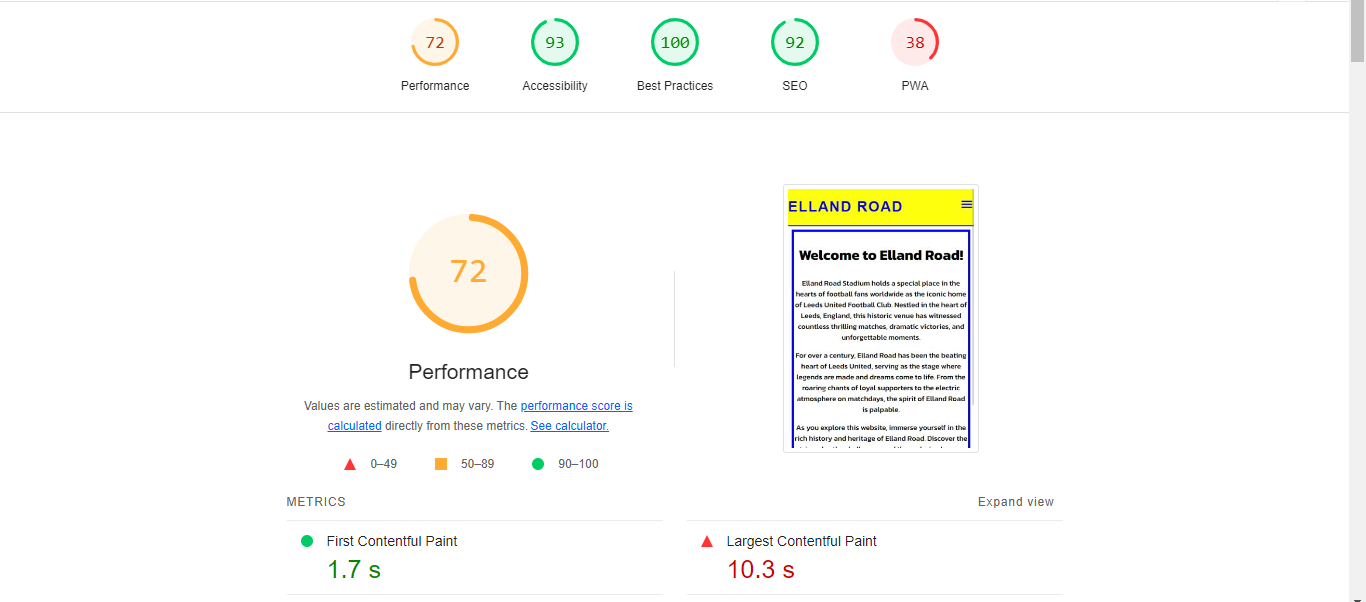 72 93 100 92 38
Performance Accessibility Best Practices SEO PWA
72
Performance
Values are estimated and may vary. The performance score is
calculated directly from these metrics. See calculator.
0–49 50–89 90–100
ELLAND ROAD
Welcome to Elland Road!
Elland Road Stadium holds a special place in the
hearts of football fans worldwide as the iconic home
of Leeds United Football Club. Nestled in the heart of
Leeds, England, this historic venue has witnessed
countless thrilling matches, dramatic victories, and
unforgettable moments.
For over a century, Elland Road has been the beating
heart of Leeds United, serving as the stage where
legends are made and dreams come to life. From the
roaring chants of loyal supporters to the electric
atmosphere on matchdays, the spirit of Elland Road
is palpable.
As you explore this website, immerse yourself in the
rich history and heritage of Elland Road. Discover the
METRICS
Expand view
First Contentful Paint
1.7 s
Largest Contentful Paint
10.3 s